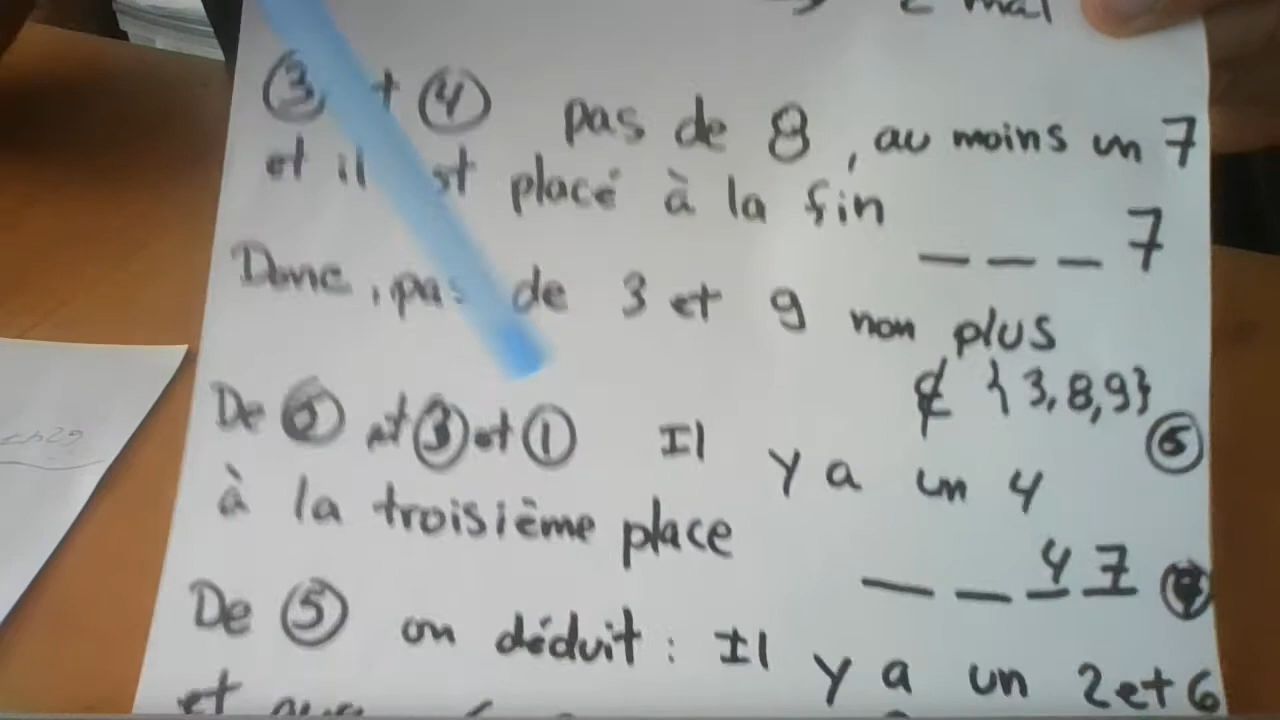 2 mal
③ + ④ pas de 8, au moins un 7
et il st placé à la fin
_ _ _ 7
Donc, pas de 3 et 9 non plus
∉ {3,8,9}
De ② et ③ et ① Il y a un 4 ⑥
à la troisième place
_ _ 4 7
De ⑤ on déduit : Il y a un 2 et 6
et